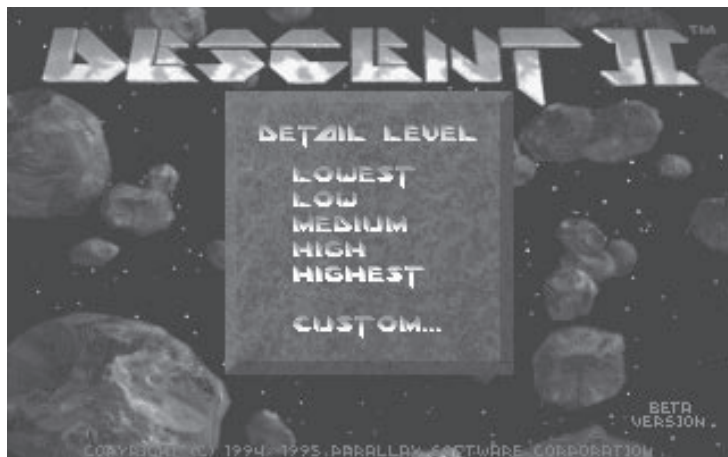 DESCENT II™
DETAIL LEVEL
LOWEST
LOW
MEDIUM
HIGH
HIGHEST
CUSTOM...
BETA
VERSION
COPYRIGHT (C) 1994-1995 PARALLAX SOFTWARE CORPORATION